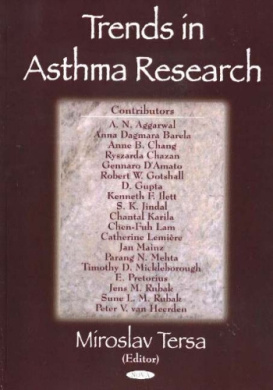 Trends in
Asthma Research
Contributors
A. N. Aggarwal
Anna Dagmara Barcla
Anne B. Chang
Ryszarda Chazan
Gennaro D'Amato
Robert W. Gotshall
D. Gupta
Kenneth F. Ilett
S. K. Jindal
Chantal Karila
Chen-Fuh Lam
Catherine Lemière
Jan Mainz
Parang N. Mehta
Timothy D. Mickleborough
E. Pretorius
Jens M. Rubak
Sune L. M. Rubak
Peter V. van Heerden
Miroslav Tersa
(Editor)